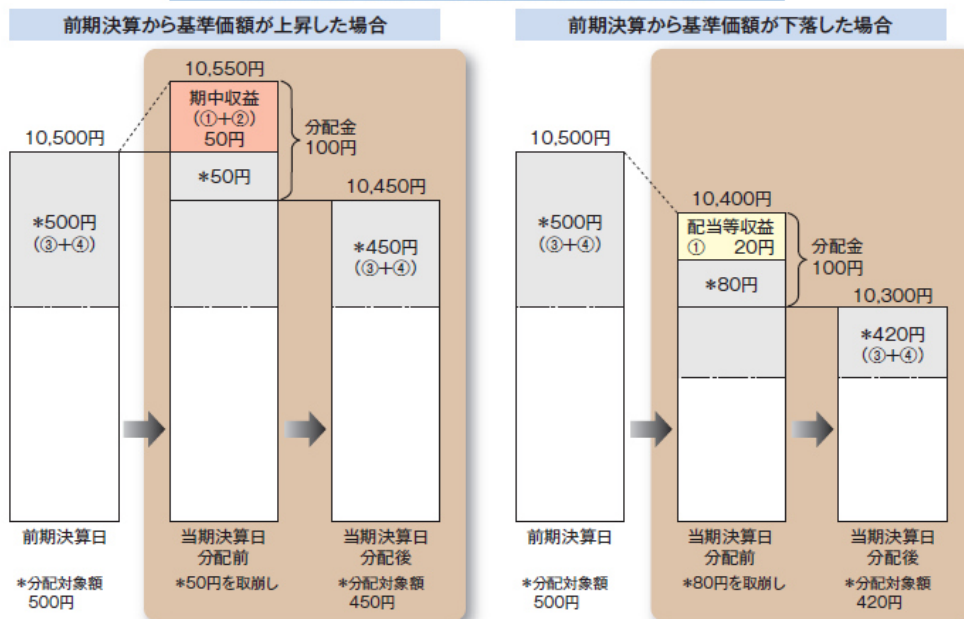 前期決算から基準価額が上昇した場合
10,550円
期中収益
(①+②)
50円
分配金
100円
10,500円
*50円
10,450円
*500円
(③+④)
*450円
(③+④)
前期決算日
当期決算日
分配前
当期決算日
分配後
*分配対象額
500円
*50円を取崩し
*分配対象額
450円
前期決算から基準価額が下落した場合
10,500円
10,400円
*500円
(③+④)
配当等収益
① 20円
分配金
100円
*80円
10,300円
*420円
(③+④)
前期決算日
当期決算日
分配前
当期決算日
分配後
*分配対象額
500円
*80円を取崩し
*分配対象額
420円